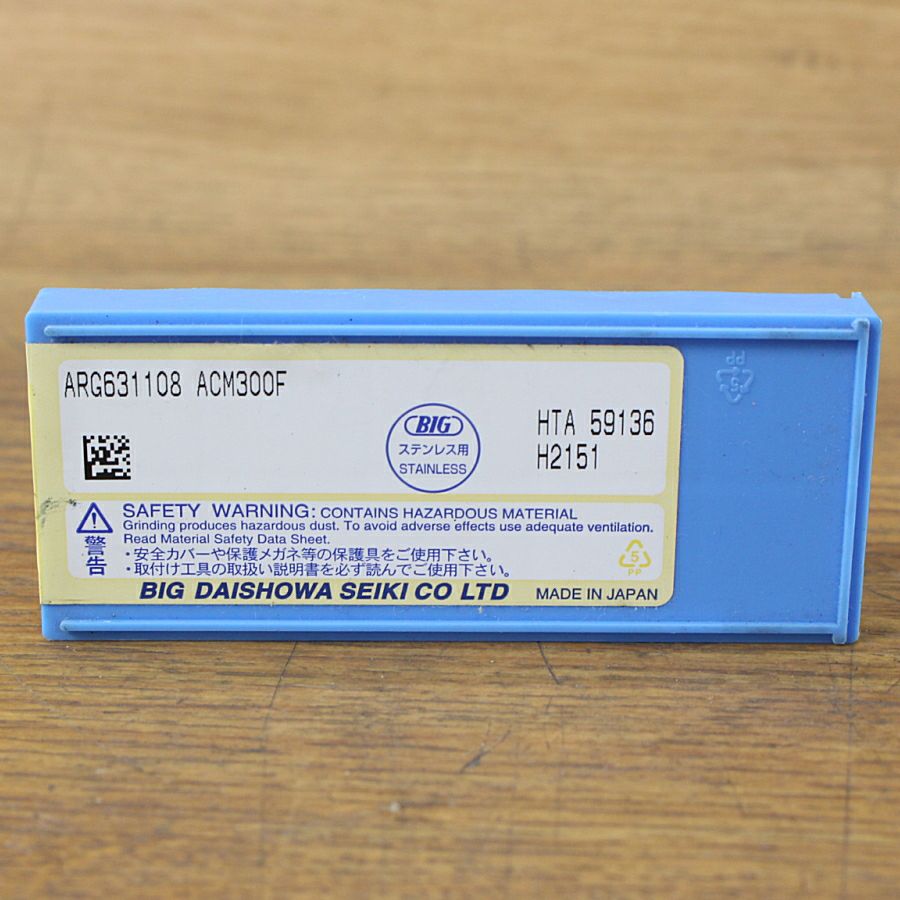 ARG631108 ACM300F
BIG
ステンレス用
STAINLESS
HTA 59136
H2151
SAFETY WARNING: CONTAINS HAZARDOUS MATERIAL
Grinding produces hazardous dust. To avoid adverse effects use adequate ventilation.
Read Material Safety Data Sheet.
警告
・安全カバーや保護メガネ等の保護具をご使用下さい。
・取付け工具の取扱い説明書を必ず読んでご使用下さい。
5
PP
BIG DAISHOWA SEIKI CO LTD
MADE IN JAPAN
PP
5